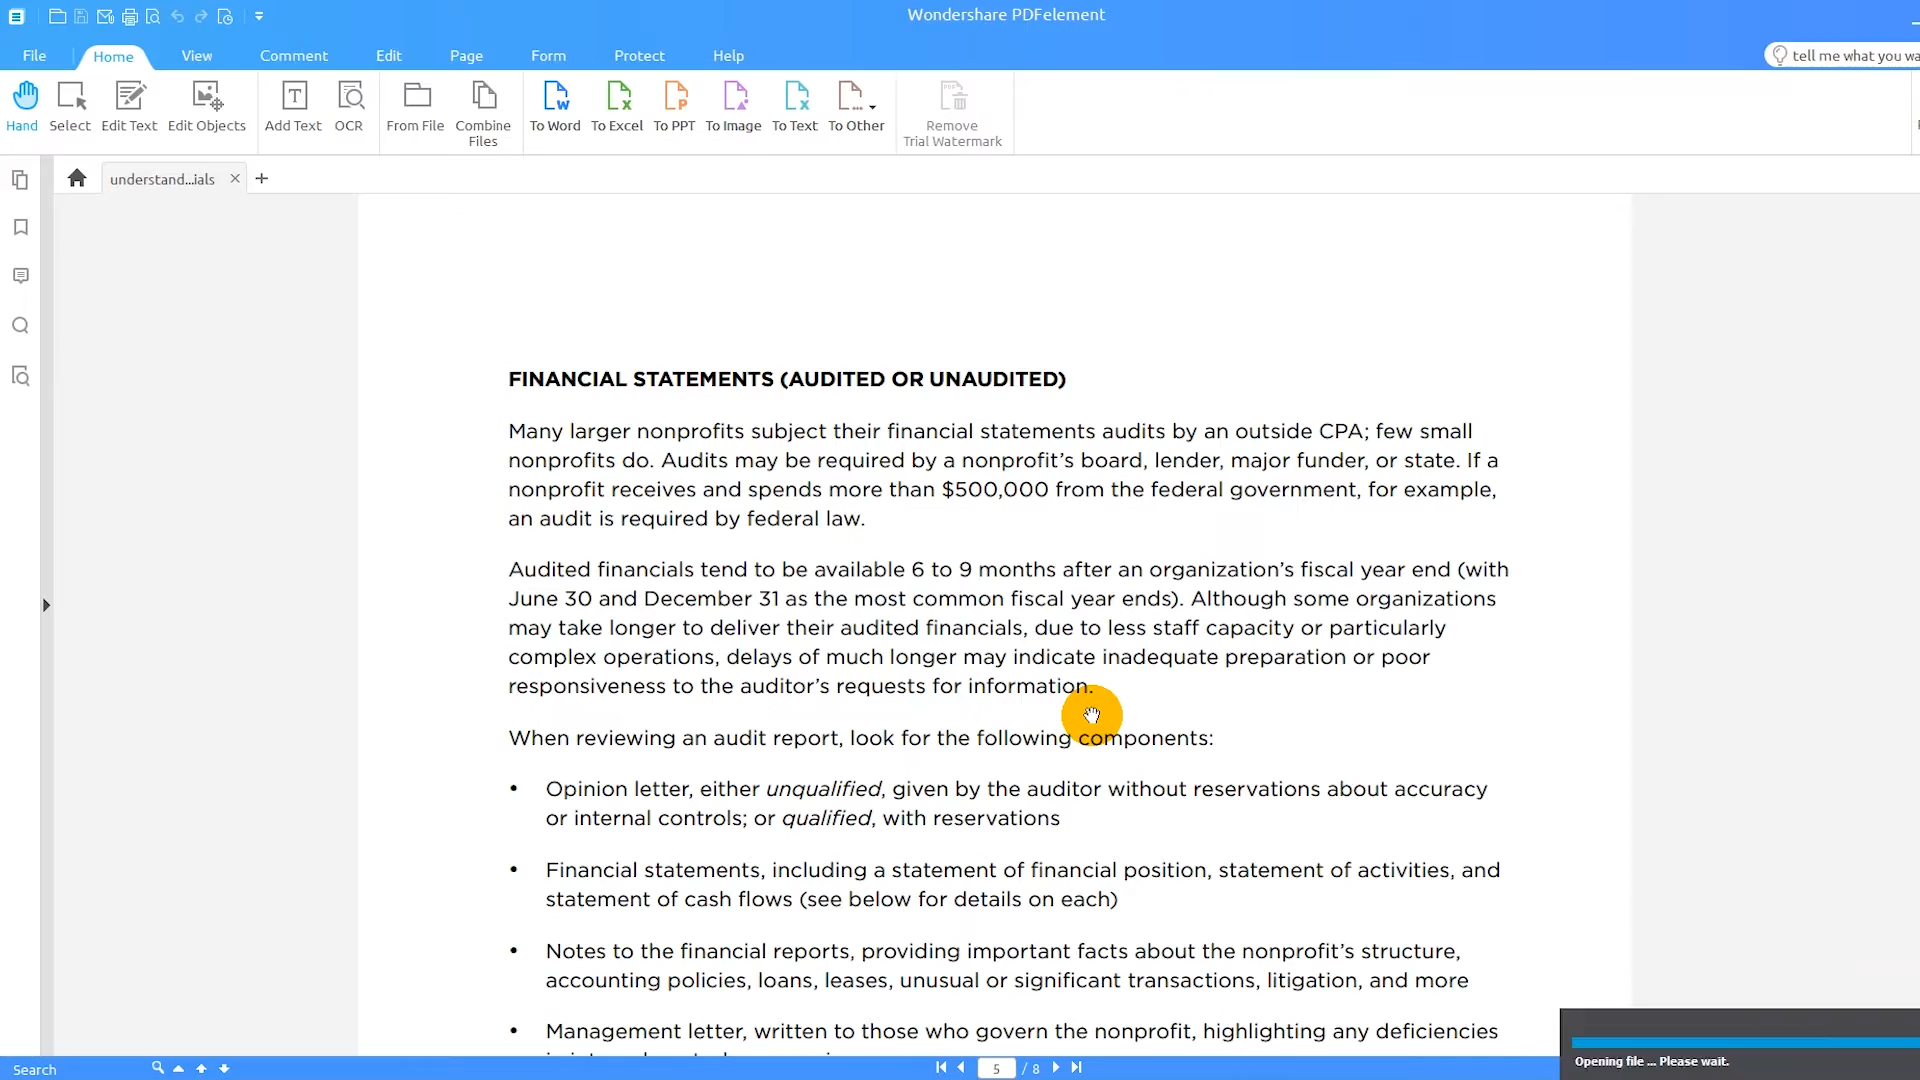 Wondershare PDFelement
File Home View Comment Edit Page Form Protect Help
tell me what you wa
Hand Select Edit Text Edit Objects Add Text OCR From File Combine Files To Word To Excel To PPT To Image To Text To Other Remove Trial Watermark
understand...ials
FINANCIAL STATEMENTS (AUDITED OR UNAUDITED)
Many larger nonprofits subject their financial statements audits by an outside CPA; few small
nonprofits do. Audits may be required by a nonprofit's board, lender, major funder, or state. If a
nonprofit receives and spends more than $500,000 from the federal government, for example,
an audit is required by federal law.
Audited financials tend to be available 6 to 9 months after an organization's fiscal year end (with
June 30 and December 31 as the most common fiscal year ends). Although some organizations
may take longer to deliver their audited financials, due to less staff capacity or particularly
complex operations, delays of much longer may indicate inadequate preparation or poor
responsiveness to the auditor's requests for information.
When reviewing an audit report, look for the following components:
• Opinion letter, either unqualified, given by the auditor without reservations about accuracy
or internal controls; or qualified, with reservations
• Financial statements, including a statement of financial position, statement of activities, and
statement of cash flows (see below for details on each)
• Notes to the financial reports, providing important facts about the nonprofit's structure,
accounting policies, loans, leases, unusual or significant transactions, litigation, and more
• Management letter, written to those who govern the nonprofit, highlighting any deficiencies
Opening file ... Please wait.
Search
5 / 8